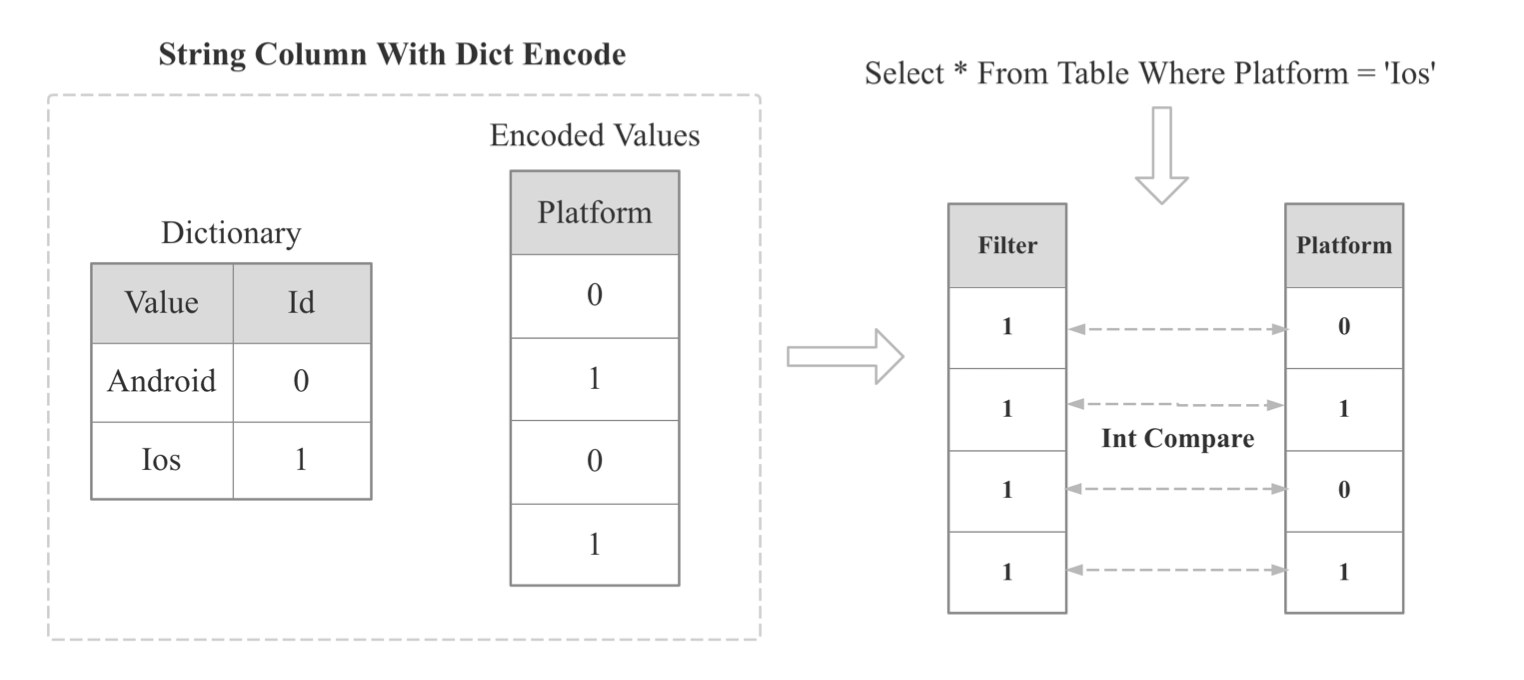 String Column With Dict Encode
Encoded Values
Platform
0
1
0
1
Dictionary
Value Id
Android 0
Ios 1
Select * From Table Where Platform = 'Ios'
Filter Platform
1 0
1 1
Int Compare
1 0
1 1